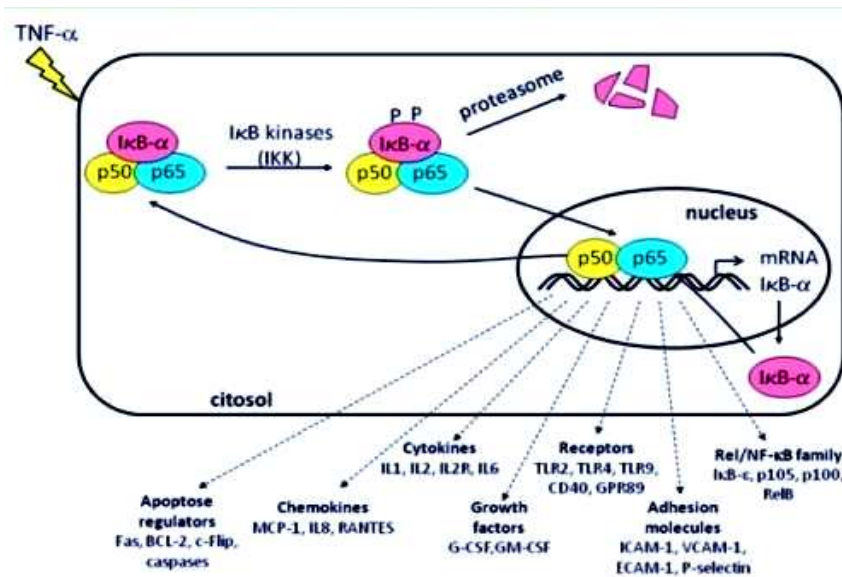 TNF-α
IκB-α
p50 p65
IκB kinases
(IKK)
P P
IκB-α
p50 p65
proteasome
nucleus
p50 p65
mRNA
IκB-α
IκB-α
citosol
Cytokines
IL1, IL2, IL2R, IL6
Receptors
TLR2, TLR4, TLR9,
CD40, GPR89
Rel/NF-κB family
IκB-ε, p105, p100,
RelB
Apoptose
regulators
Fas, BCL-2, c-Flip,
caspases
Chemokines
MCP-1, IL8, RANTES
Growth
factors
G-CSF,GM-CSF
Adhesion
molecules
ICAM-1, VCAM-1,
ECAM-1, P-selectin